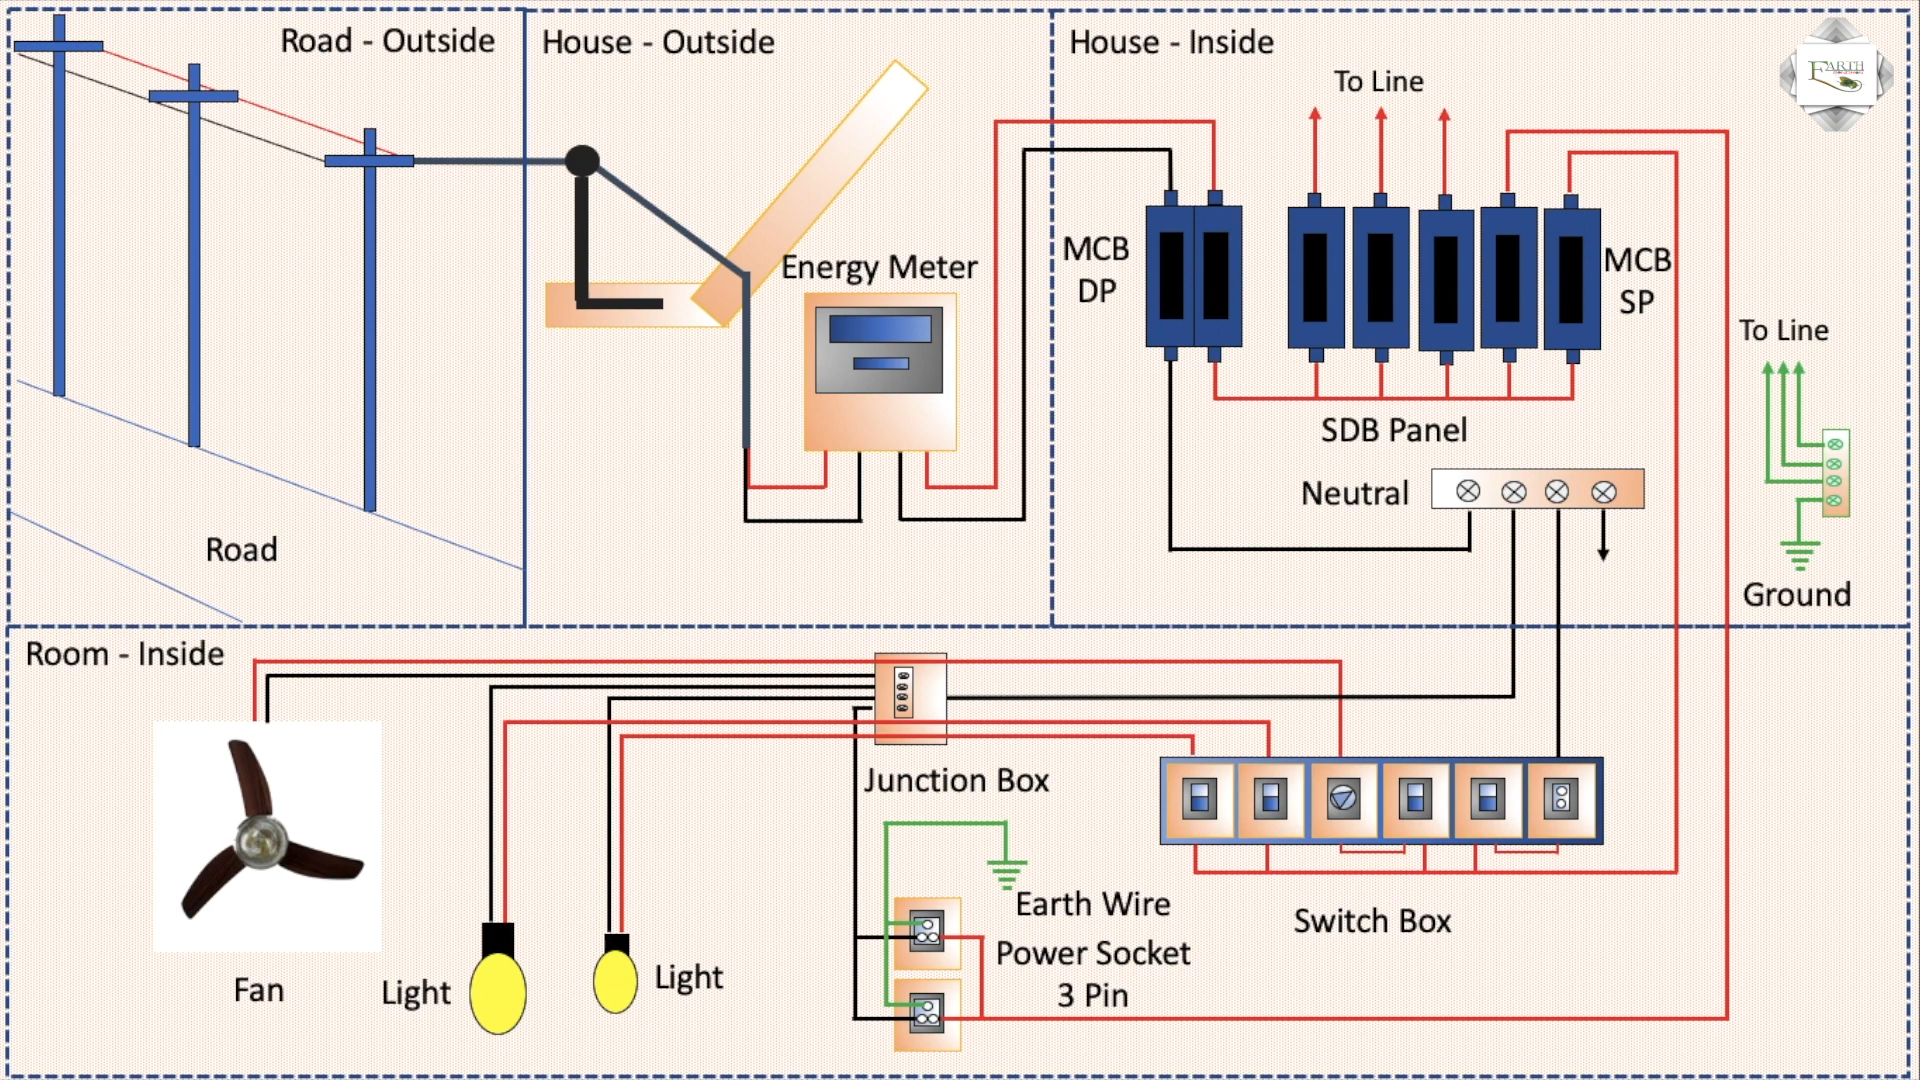 Road - Outside
House - Outside
House - Inside
To Line
EARTH
Energy Meter
MCB
DP
MCB
SP
To Line
SDB Panel
Neutral
Road
Ground
Room - Inside
Junction Box
Earth Wire
Switch Box
Power Socket
3 Pin
Fan
Light
Light